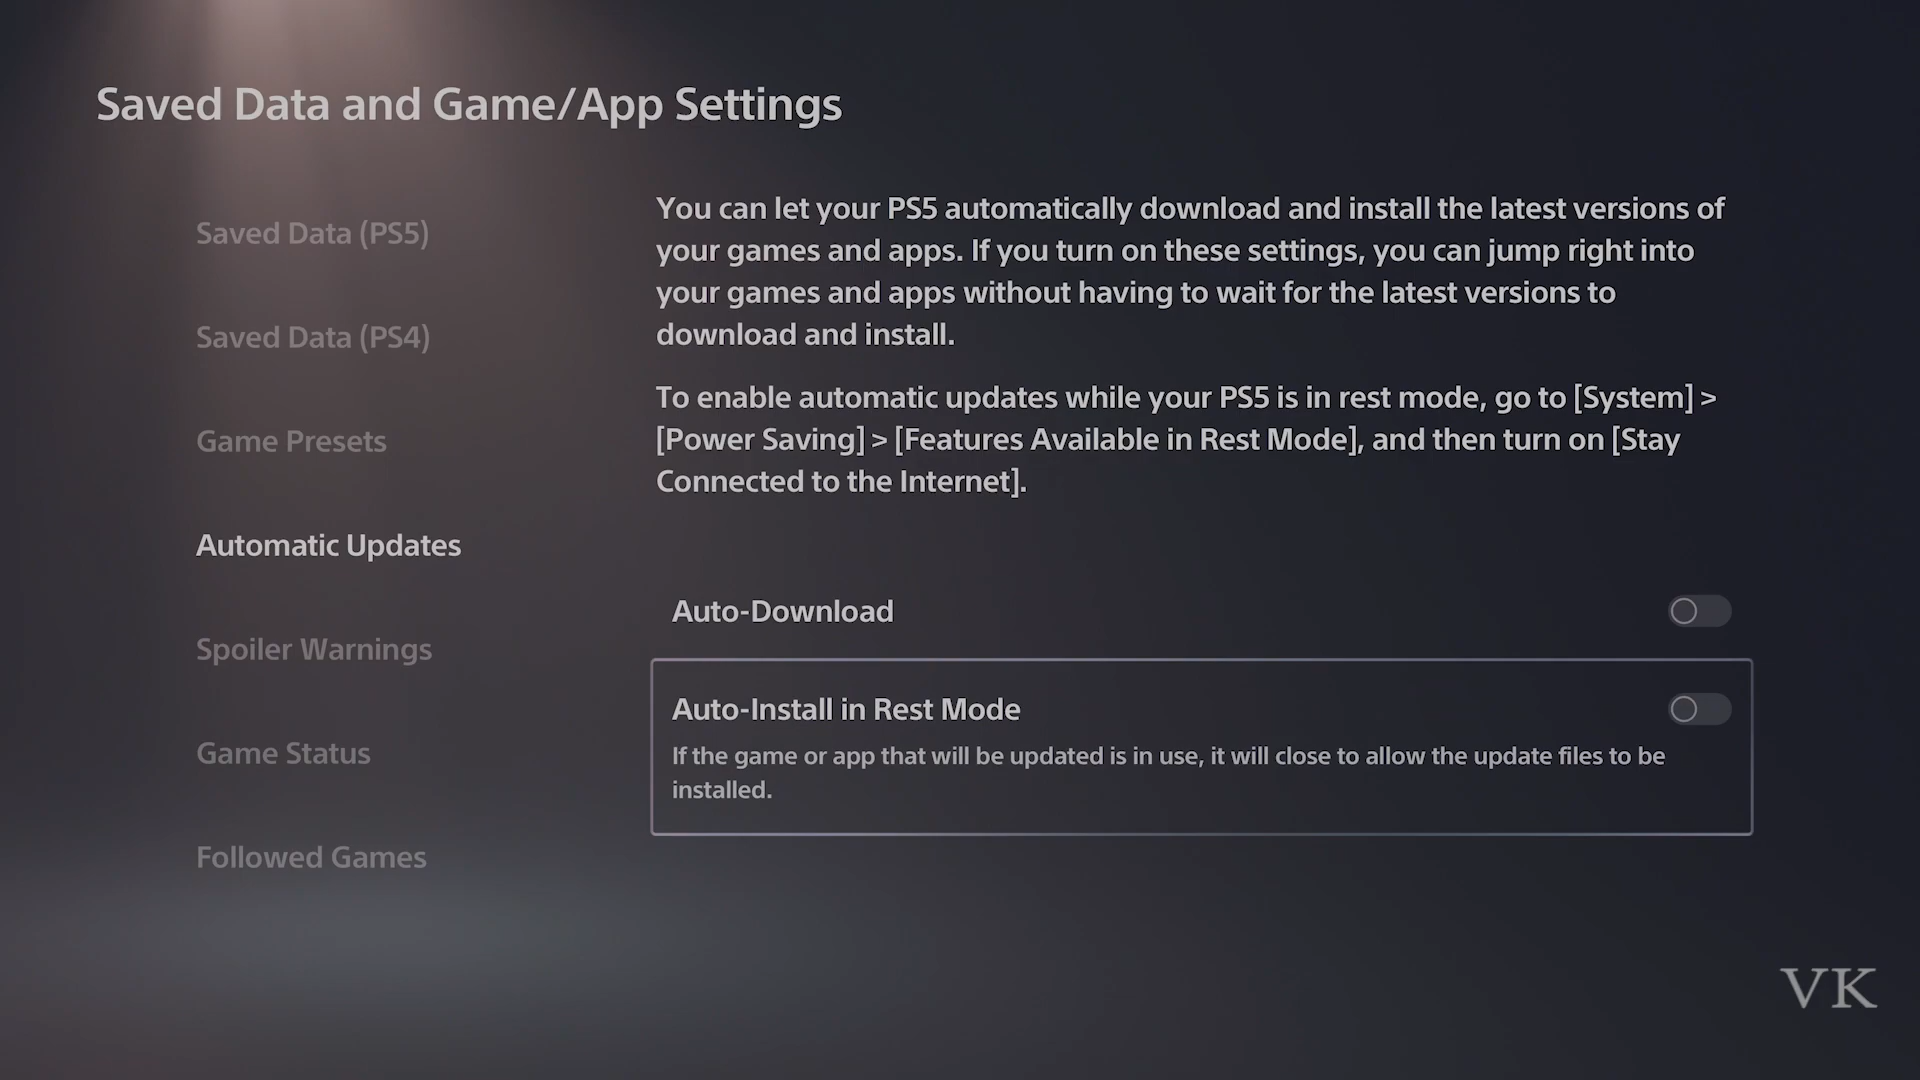 Saved Data and Game/App Settings
Saved Data (PS5)
Saved Data (PS4)
Game Presets
Automatic Updates
Spoiler Warnings
Game Status
Followed Games
You can let your PS5 automatically download and install the latest versions of
your games and apps. If you turn on these settings, you can jump right into
your games and apps without having to wait for the latest versions to
download and install.
To enable automatic updates while your PS5 is in rest mode, go to [System] >
[Power Saving] > [Features Available in Rest Mode], and then turn on [Stay
Connected to the Internet].
Auto-Download
Auto-Install in Rest Mode
If the game or app that will be updated is in use, it will close to allow the update files to be
installed.
VK